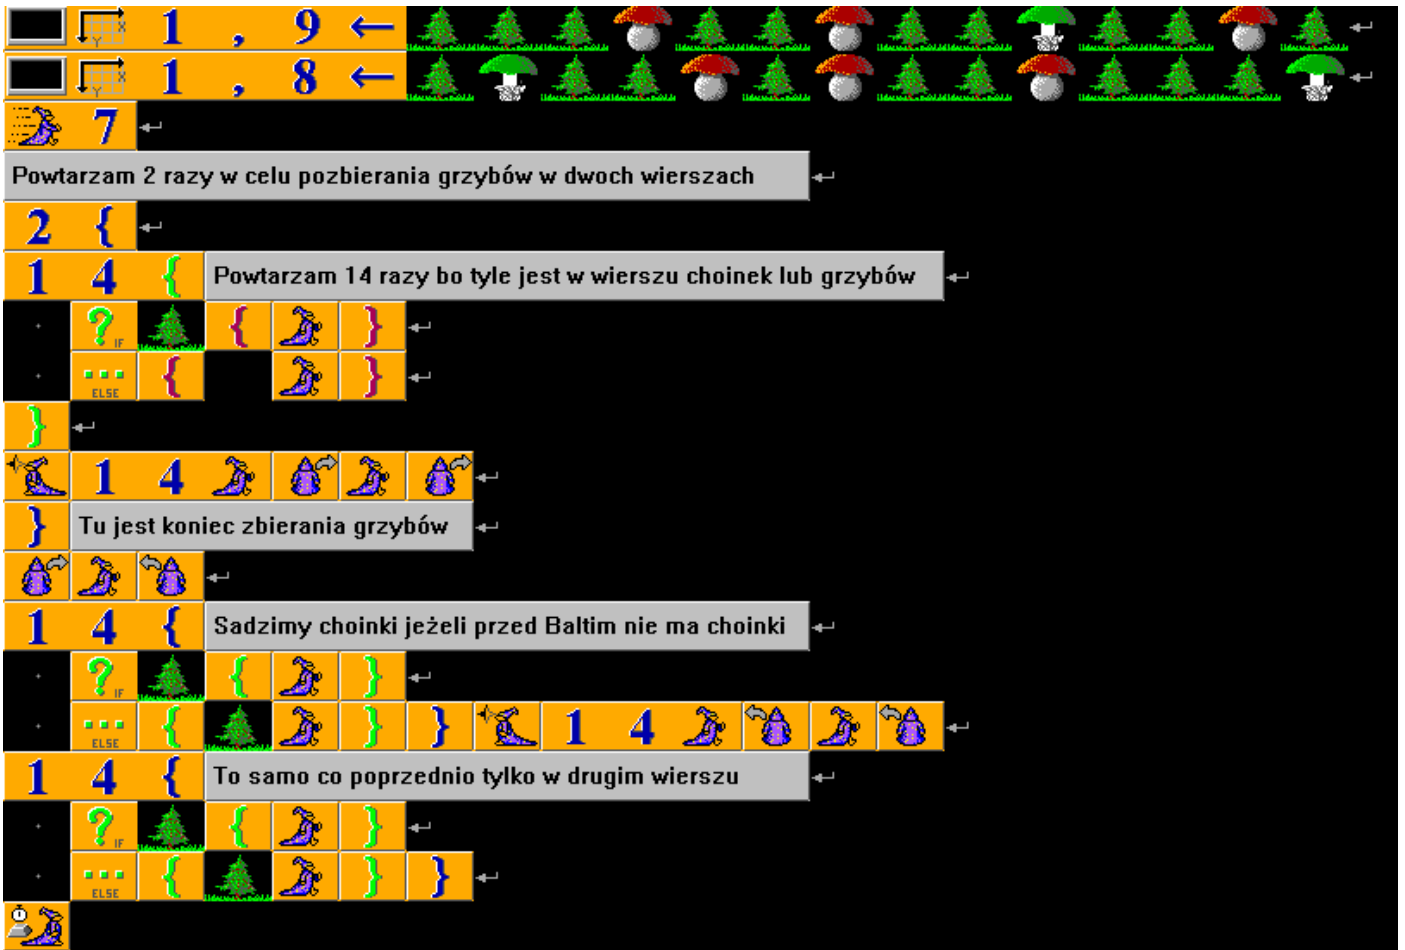 1 , 9
1 , 8
7
Powtarzam 2 razy w celu pozbierania grzybów w dwoch wierszach
2 {
1 4 { Powtarzam 14 razy bo tyle jest w wierszu choinek lub grzybów
? IF { }
... ELSE { }
}
1 4
} Tu jest koniec zbierania grzybów
1 4 { Sadzimy choinki jeżeli przed Baltim nie ma choinki
? IF { }
... ELSE { } } 1 4
1 4 { To samo co poprzednio tylko w drugim wierszu
? IF { }
... ELSE { } }